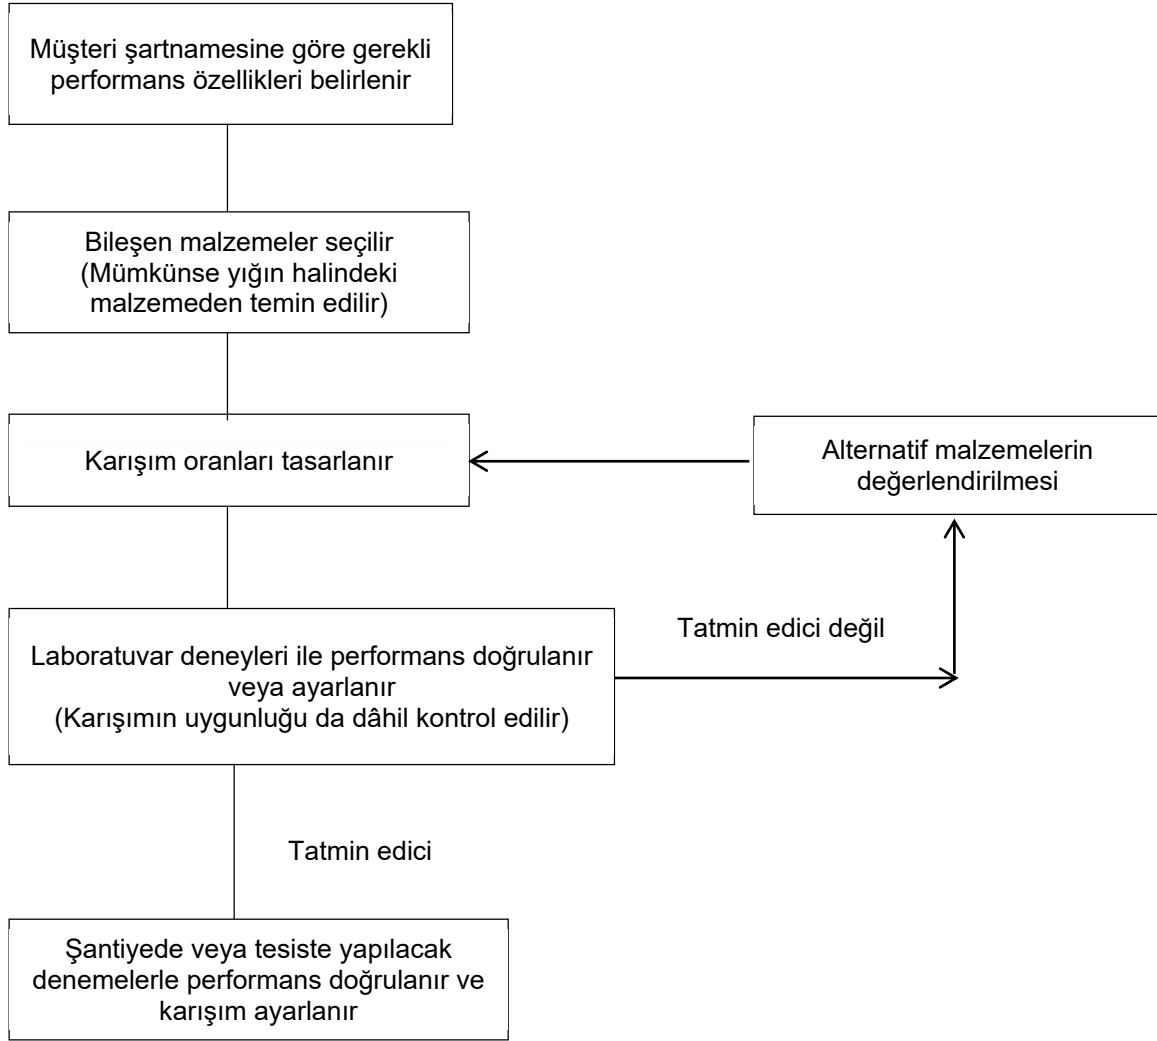 Müşteri şartnamesine göre gerekli
performans özellikleri belirlenir
Bileşen malzemeler seçilir
(Mümkünse yığın halindeki
malzemeden temin edilir)
Karışım oranları tasarlanır
Alternatif malzemelerin
değerlendirilmesi
Laboratuvar deneyleri ile performans doğrulanır
veya ayarlanır
(Karışımın uygunluğu da dâhil kontrol edilir)
Tatmin edici değil
Tatmin edici
Şantiyede veya tesiste yapılacak
denemelerle performans doğrulanır ve
karışım ayarlanır